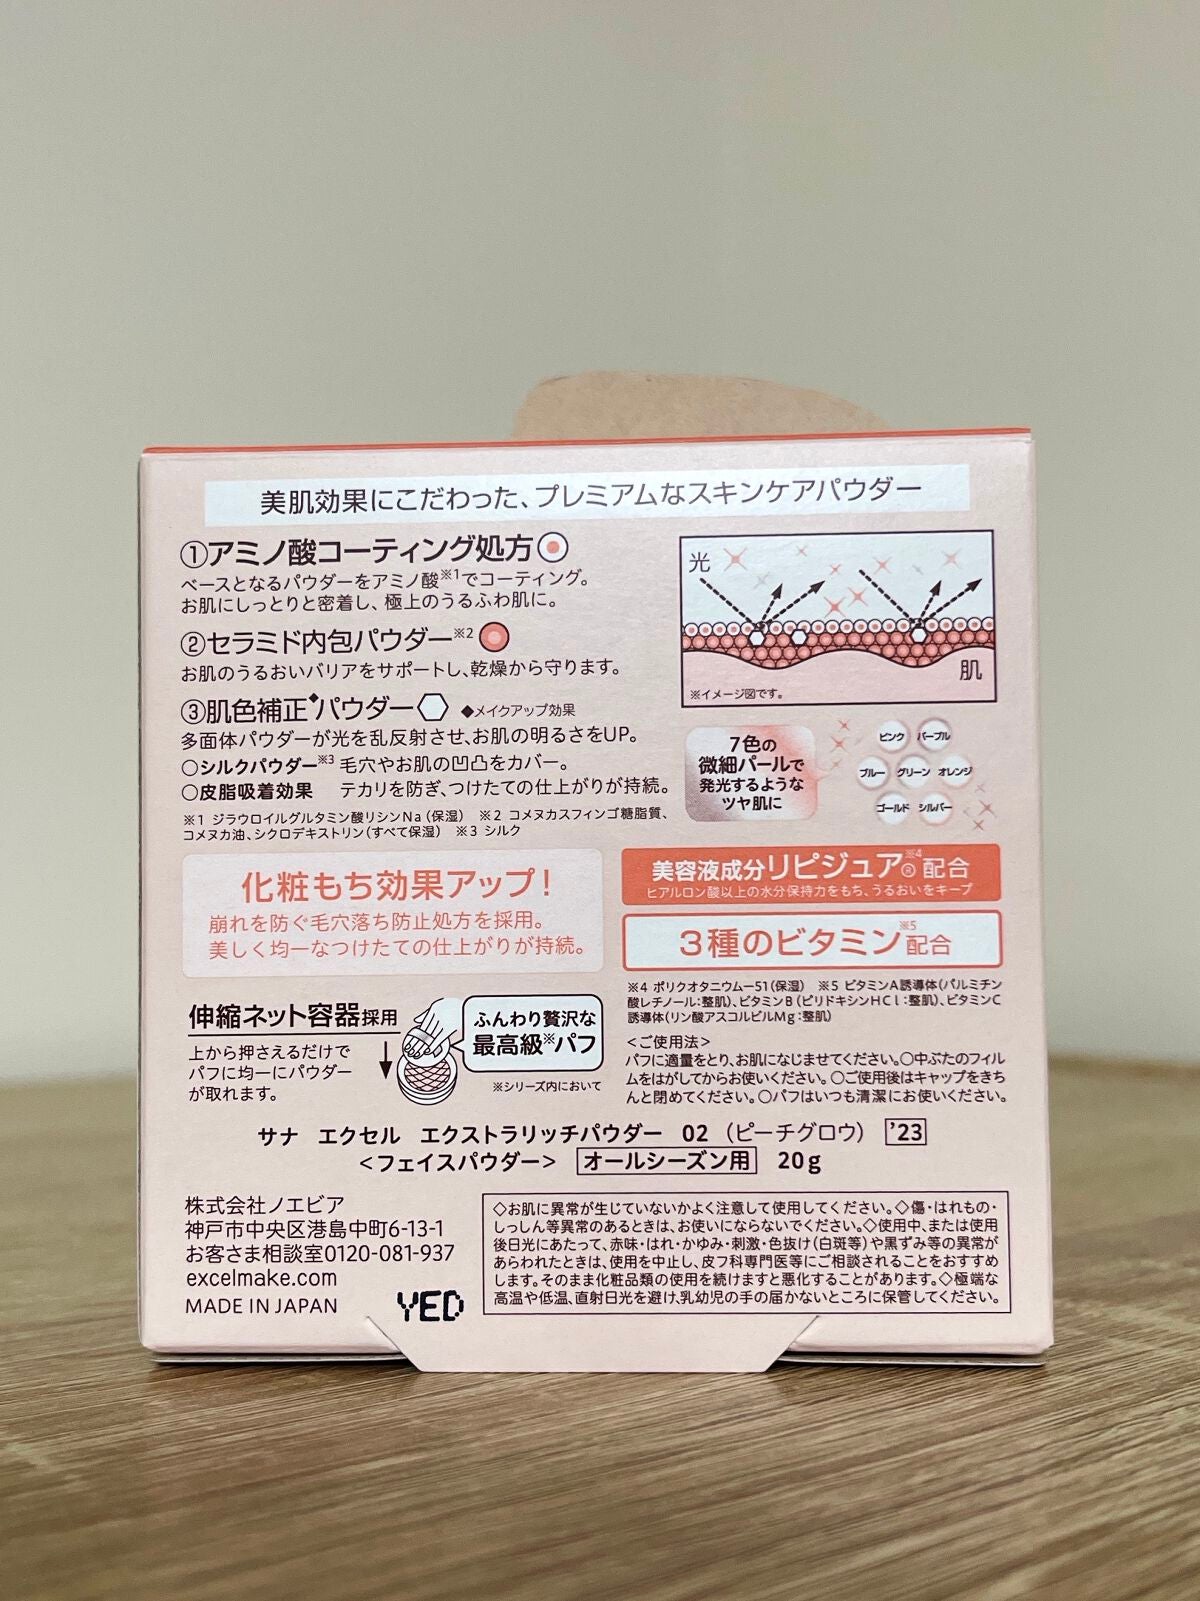 美肌効果にこだわった、プレミアムなスキンケアパウダー
①アミノ酸コーティング処方
ベースとなるパウダーをアミノ酸※1でコーティング。
お肌にしっとりと密着し、極上のうるふわ肌に。
②セラミド内包パウダー※2
お肌のうるおいバリアをサポートし、乾燥から守ります。
③肌色補正◆パウダー ◆メイクアップ効果
多面体パウダーが光を乱反射させ、お肌の明るさをUP。
○シルクパウダー※3 毛穴やお肌の凹凸をカバー。
○皮脂吸着効果 テカリを防ぎ、つけたての仕上がりが持続。
※1 ジラウロイルグルタミン酸リシンNa(保湿) ※2 コメヌカスフィンゴ糖脂質、
コメヌカ油、シクロデキストリン(すべて保湿) ※3 シルク
光
肌
※イメージ図です。
7色の
微細パールで
発光するような
ツヤ肌に
ピンク パープル
ブルー グリーン オレンジ
ゴールド シルバー
化粧もち効果アップ!
崩れを防ぐ毛穴落ち防止処方を採用。
美しく均一なつけたての仕上がりが持続。
美容液成分リピジュア®※4配合
ヒアルロン酸以上の水分保持力をもち、うるおいをキープ
3種のビタミン※5配合
※4 ポリクオタニウムー51(保湿) ※5 ビタミンA誘導体(パルミチン
酸レチノール:整肌)、ビタミンB(ピリドキシンHCl:整肌)、ビタミンC
誘導体(リン酸アスコルビルMg:整肌)
伸縮ネット容器採用
上から押さえるだけで
パフに均一にパウダー
が取れます。
ふんわり贅沢な
最高級※パフ
※シリーズ内において
<ご使用法>
パフに適量をとり、お肌になじませてください。○中ぶたのフィル
ムをはがしてからお使いください。○ご使用後はキャップをきち
んと閉めてください。○パフはいつも清潔にお使いください。
サナ エクセル エクストラリッチパウダー 02 (ピーチグロウ) '23
<フェイスパウダー> オールシーズン用 20g
株式会社ノエビア
神戸市中央区港島中町6-13-1
お客さま相談室0120-081-937
excelmake.com
MADE IN JAPAN
YED
◇お肌に異常が生じていないかよく注意して使用してください。◇傷・はれもの・
しっしん等異常のあるときは、お使いにならないでください。◇使用中、または使用
後日光にあたって、赤味・はれ・かゆみ・刺激・色抜け(白斑等)や黒ずみ等の異常が
あらわれたときは、使用を中止し、皮フ科専門医等にご相談されることをおすすめ
します。そのまま化粧品類の使用を続けますと悪化することがあります。◇極端な
高温や低温、直射日光を避け、乳幼児の手の届かないところに保管してください。